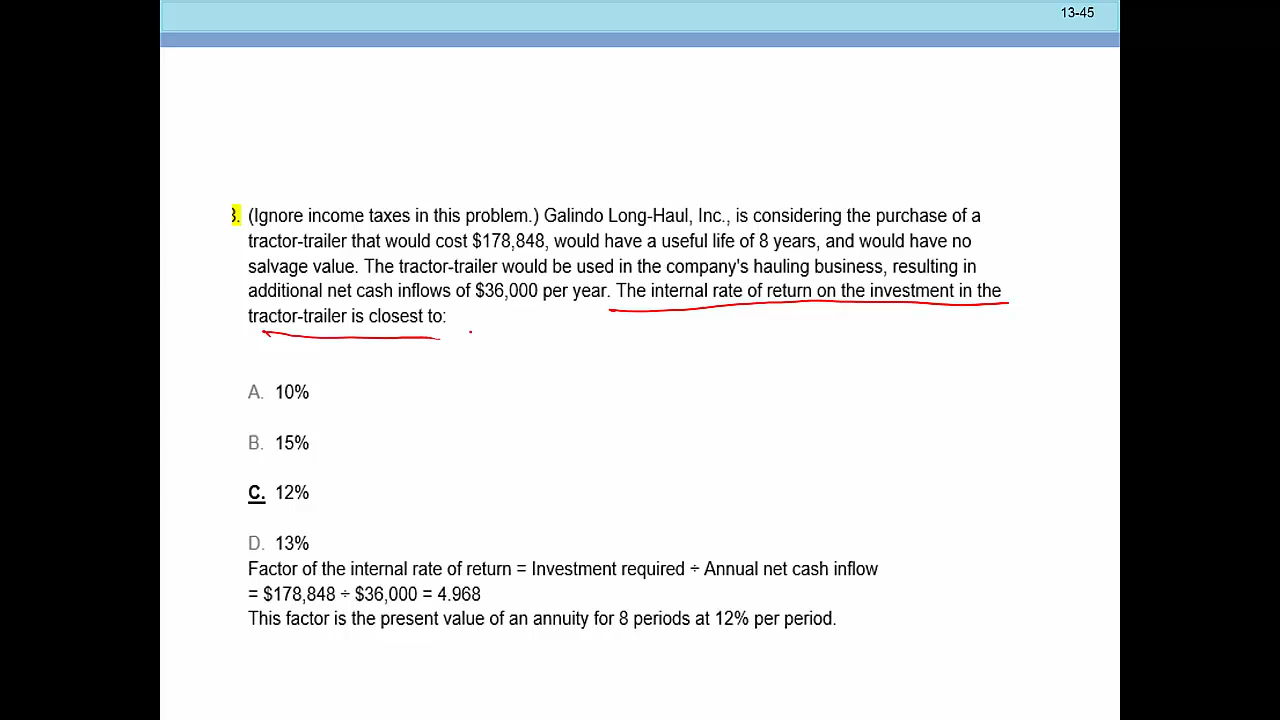 13-45
3. (Ignore income taxes in this problem.) Galindo Long-Haul, Inc., is considering the purchase of a
tractor-trailer that would cost $178,848, would have a useful life of 8 years, and would have no
salvage value. The tractor-trailer would be used in the company's hauling business, resulting in
additional net cash inflows of $36,000 per year. The internal rate of return on the investment in the
tractor-trailer is closest to:
A. 10%
B. 15%
C. 12%
D. 13%
Factor of the internal rate of return = Investment required ÷ Annual net cash inflow
= $178,848 ÷ $36,000 = 4.968
This factor is the present value of an annuity for 8 periods at 12% per period.